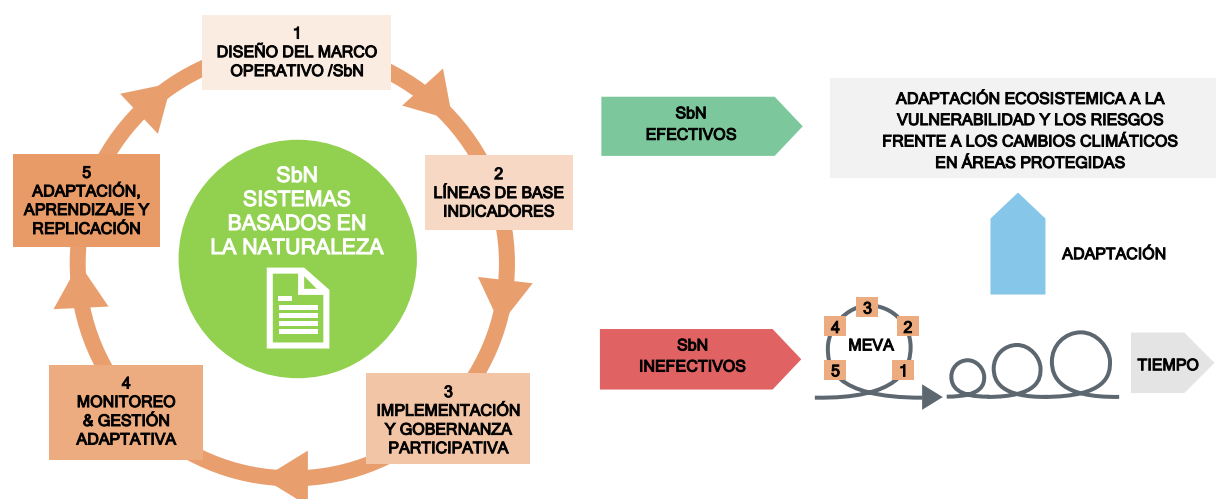 1
DISEÑO DEL MARCO
OPERATIVO /SbN
2
LÍNEAS DE BASE
INDICADORES
3
IMPLEMENTACIÓN
Y GOBERNANZA
PARTICIPATIVA
4
MONITOREO
& GESTIÓN
ADAPTATIVA
5
ADAPTACIÓN,
APRENDIZAJE Y
REPLICACIÓN
SbN
SISTEMAS
BASADOS EN
LA NATURALEZA
SbN
EFECTIVOS
ADAPTACIÓN ECOSISTEMICA A LA
VULNERABILIDAD Y LOS RIESGOS
FRENTE A LOS CAMBIOS CLIMÁTICOS
EN ÁREAS PROTEGIDAS
ADAPTACIÓN
SbN
INEFECTIVOS
3
4
2
MEVA
5
1
TIEMPO